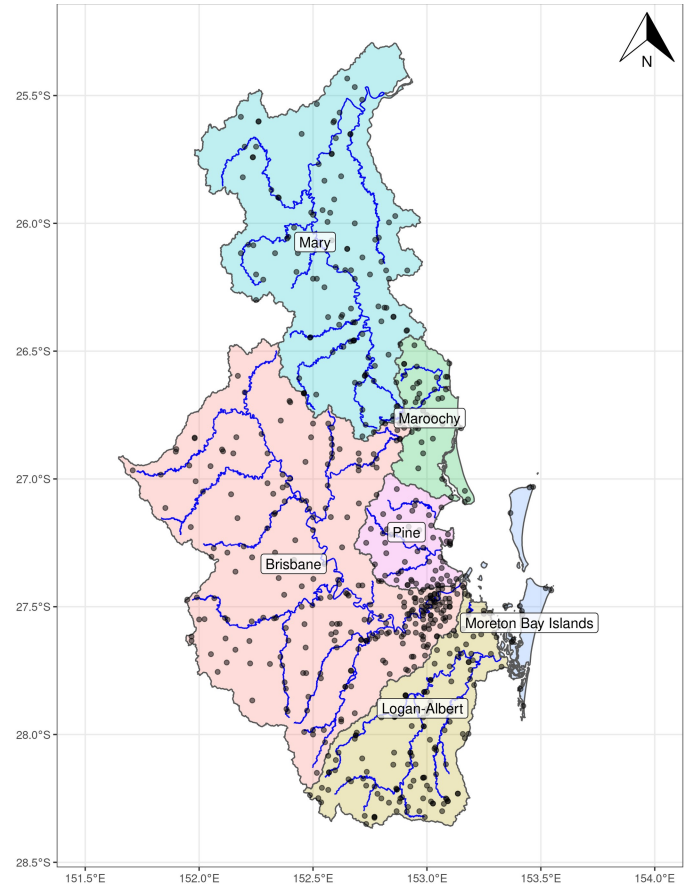 N
25.5°S
26.0°S
Mary
26.5°S
Maroochy
27.0°S
Pine
Brisbane
27.5°S
Moreton Bay Islands
Logan-Albert
28.0°S
28.5°S
151.5°E 152.0°E 152.5°E 153.0°E 153.5°E 154.0°E